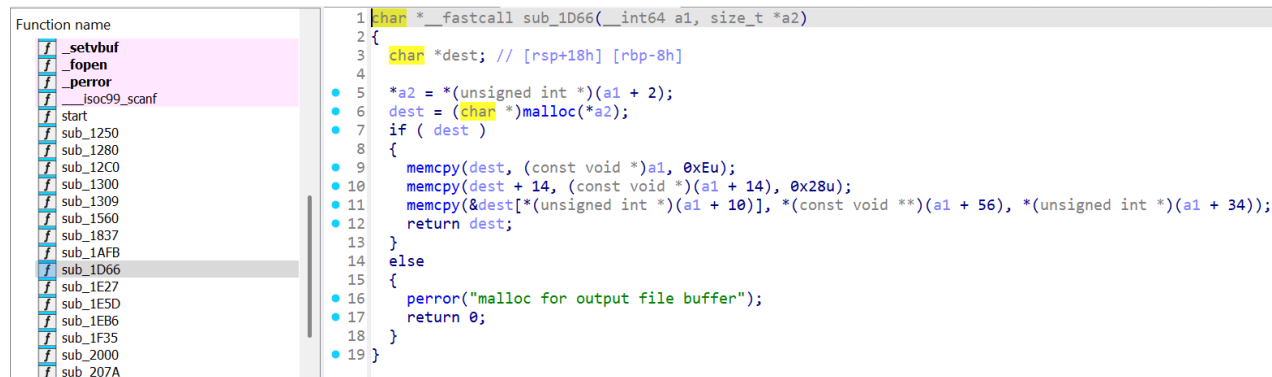 Function name
f _setvbuf
f _fopen
f _perror
f ___isoc99_scanf
f start
f sub_1250
f sub_1280
f sub_12C0
f sub_1300
f sub_1309
f sub_1560
f sub_1837
f sub_1AFB
f sub_1D66
f sub_1E27
f sub_1E5D
f sub_1EB6
f sub_1F35
f sub_2000
f sub_207A
1 char *__fastcall sub_1D66(__int64 a1, size_t *a2)
2 {
3 char *dest; // [rsp+18h] [rbp-8h]
4
5 *a2 = *(unsigned int *)(a1 + 2);
6 dest = (char *)malloc(*a2);
7 if ( dest )
8 {
9 memcpy(dest, (const void *)a1, 0xEu);
10 memcpy(dest + 14, (const void *)(a1 + 14), 0x28u);
11 memcpy(&dest[*(unsigned int *)(a1 + 10)], *(const void **)(a1 + 56), *(unsigned int *)(a1 + 34));
12 return dest;
13 }
14 else
15 {
16 perror("malloc for output file buffer");
17 return 0;
18 }
19 }